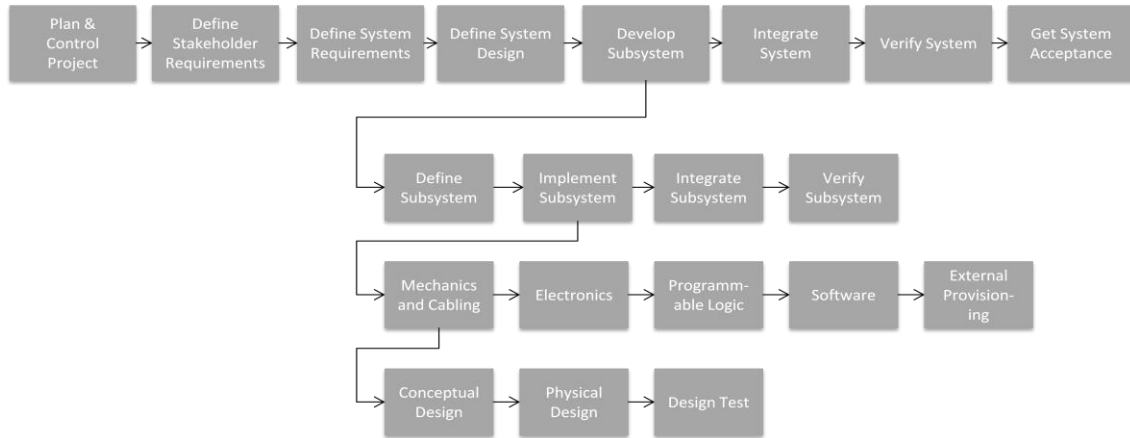 Plan &
Control
Project
Define
Stakeholder
Requirements
Define System
Requirements
Define System
Design
Develop
Subsystem
Integrate
System
Verify System
Get System
Acceptance
Define
Subsystem
Implement
Subsystem
Integrate
Subsystem
Verify
Subsystem
Mechanics
and Cabling
Electronics
Programm-
able Logic
Software
External
Provision-
ing
Conceptual
Design
Physical
Design
Design Test